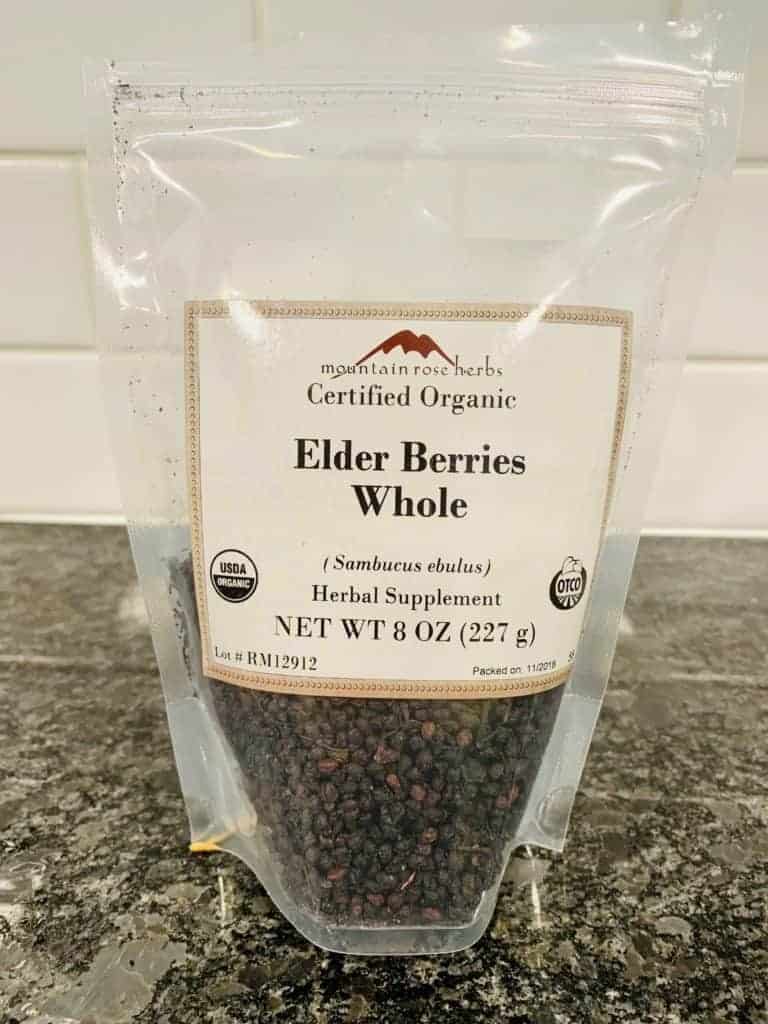 mountain rose herbs
Certified Organic
Elder Berries
Whole
(Sambucus ebulus)
USDA
ORGANIC
OTCO
Herbal Supplement
NET WT 8 OZ (227 g)
Lot # RM12912
Packed on: 11/2019